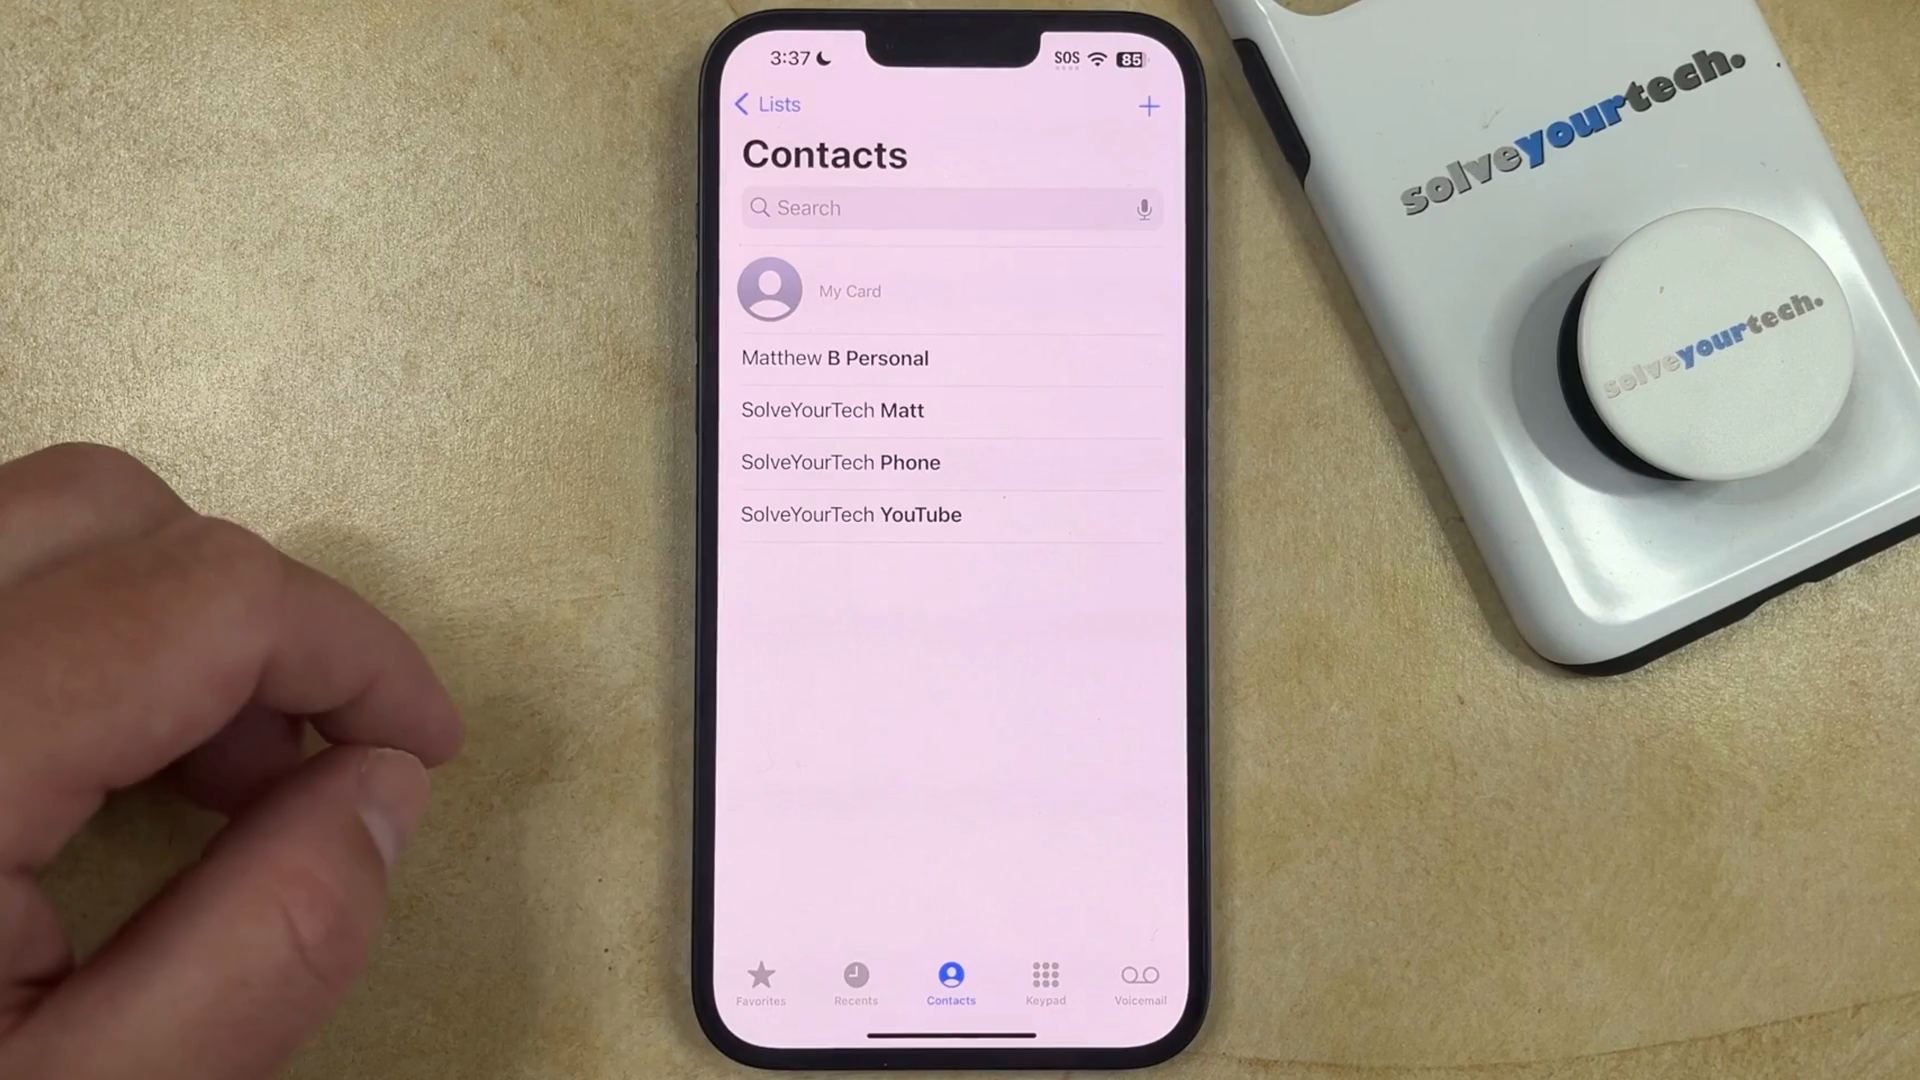 3:37 SOS 85
Lists
Contacts
Search
My Card
Matthew B Personal
SolveYourTech Matt
SolveYourTech Phone
SolveYourTech YouTube
Favorites Recents Contacts Keypad Voicemail
solveyourtech.
solveyourtech.